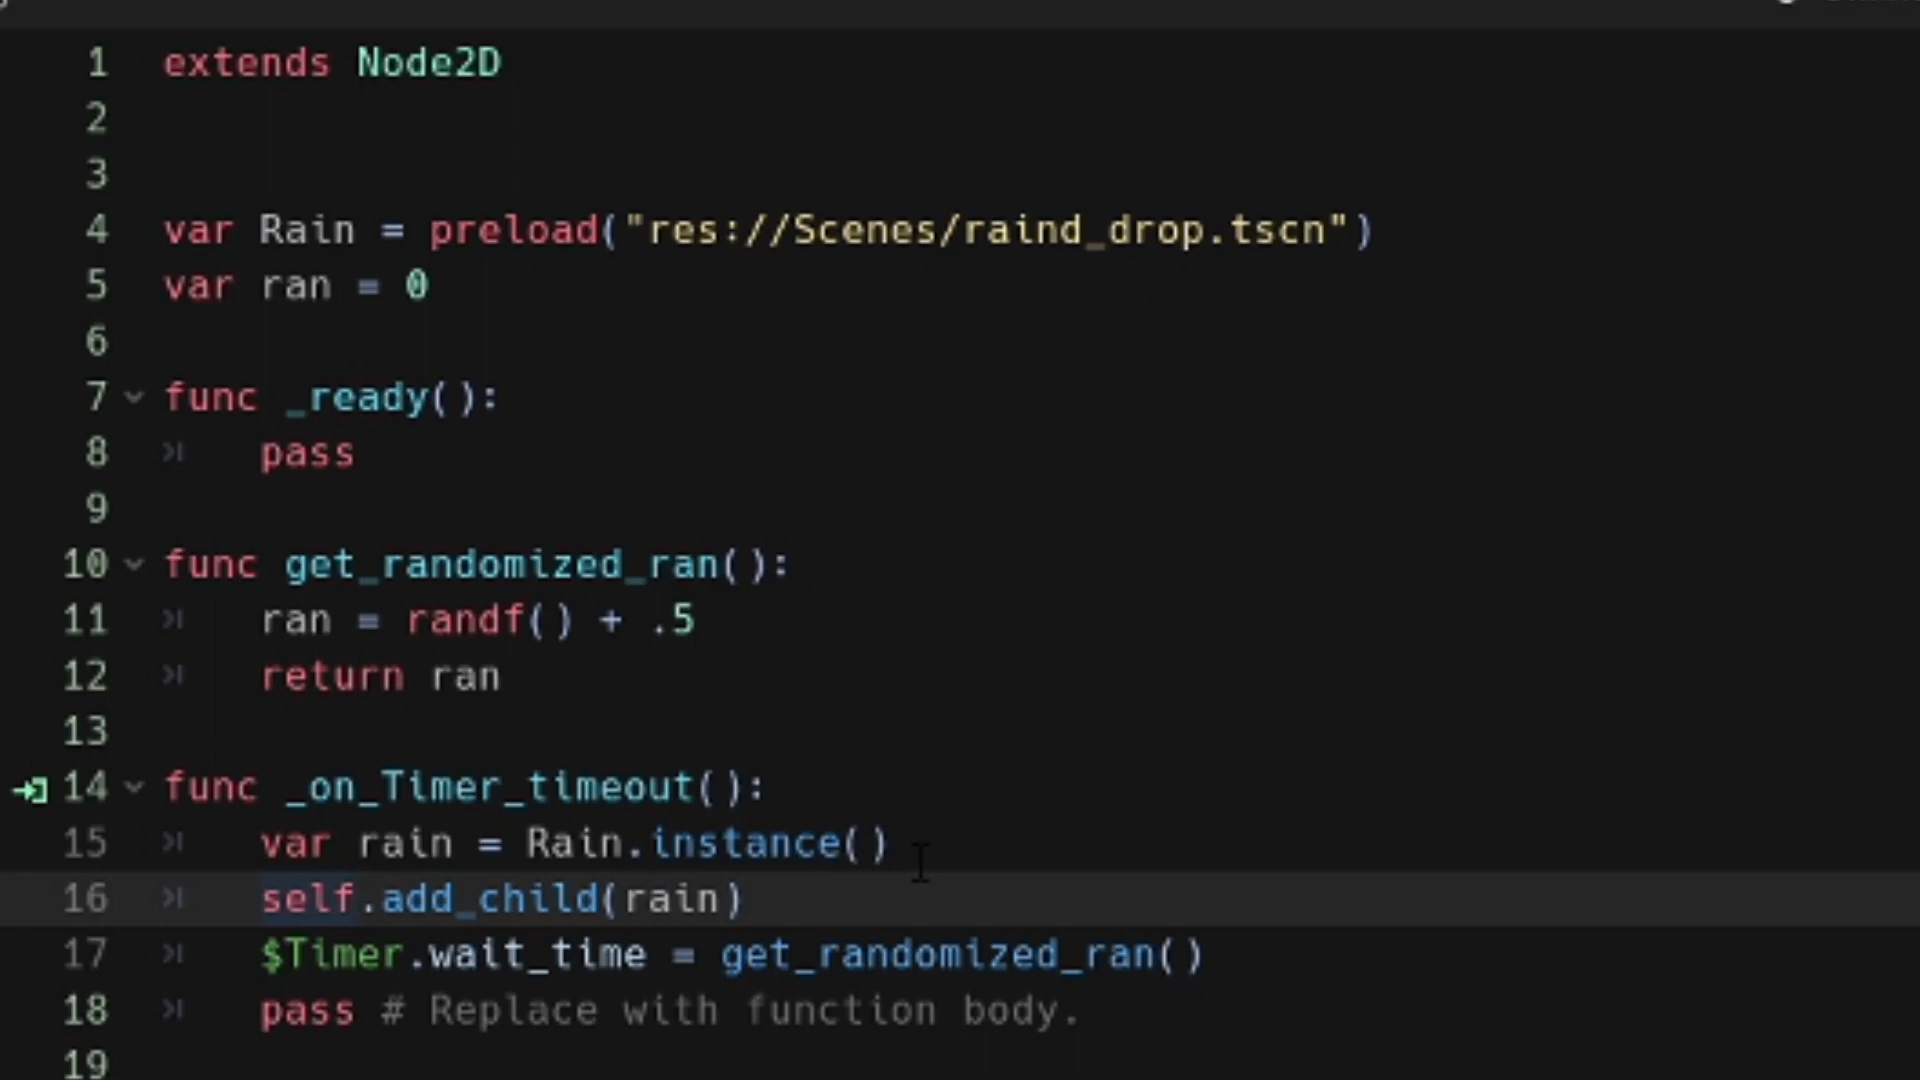 1 extends Node2D
2
3
4 var Rain = preload("res://Scenes/raind_drop.tscn")
5 var ran = 0
6
7 func _ready():
8 pass
9
10 func get_randomized_ran():
11 ran = randf() + .5
12 return ran
13
14 func _on_Timer_timeout():
15 var rain = Rain.instance()
16 self.add_child(rain)
17 $Timer.wait_time = get_randomized_ran()
18 pass # Replace with function body.
19